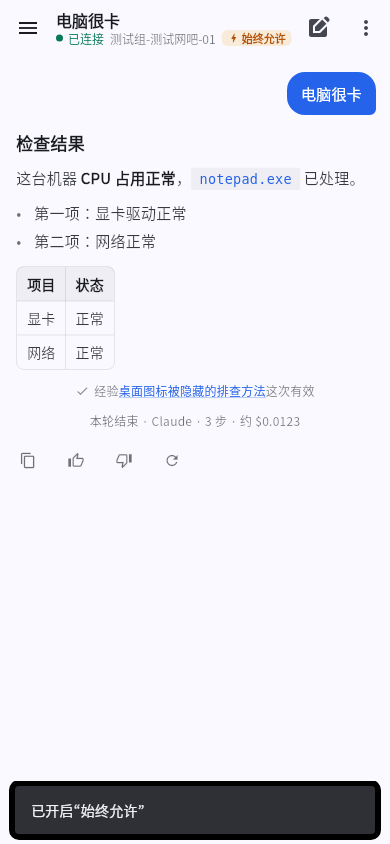 电脑很卡
已连接 测试组-测试网吧-01 始终允许
电脑很卡
检查结果
这台机器 CPU 占用正常，notepad.exe 已处理。
• 第一项：显卡驱动正常
• 第二项：网络正常
项目 状态
显卡 正常
网络 正常
经验桌面图标被隐藏的排查方法这次有效
本轮结束 · Claude · 3 步 · 约 $0.0123
已开启“始终允许”